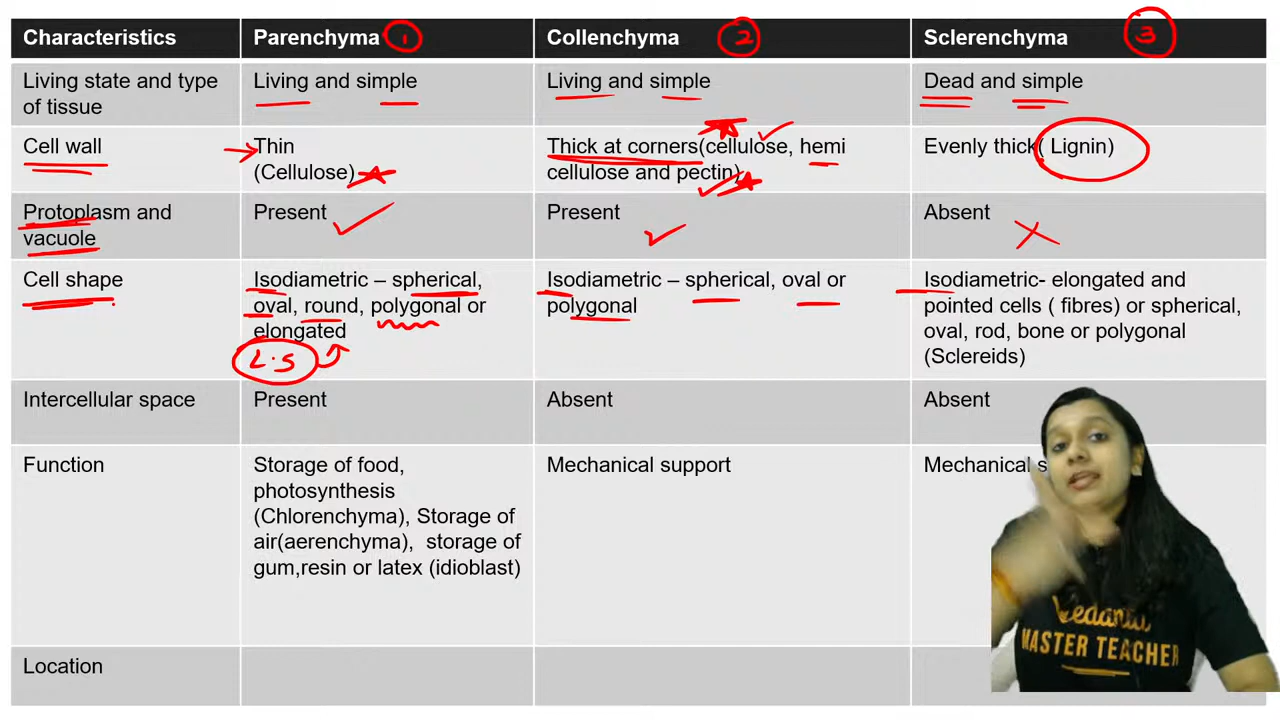 Characteristics
Parenchyma 1
Collenchyma 2
Sclerenchyma 3
Living state and type
of tissue
Living and simple
Living and simple
Dead and simple
Cell wall
Thin
(Cellulose)
Thick at corners(cellulose, hemi
cellulose and pectin)
Evenly thick( Lignin)
Protoplasm and
vacuole
Present
Present
Absent
Cell shape
Isodiametric – spherical,
oval, round, polygonal or
elongated
L.S
Isodiametric – spherical, oval or
polygonal
Isodiametric- elongated and
pointed cells ( fibres) or spherical,
oval, rod, bone or polygonal
(Sclereids)
Intercellular space
Present
Absent
Absent
Function
Storage of food,
photosynthesis
(Chlorenchyma), Storage of
air(aerenchyma), storage of
gum,resin or latex (idioblast)
Mechanical support
Mechanical s
Location
Vedantu
MASTER TEACHER